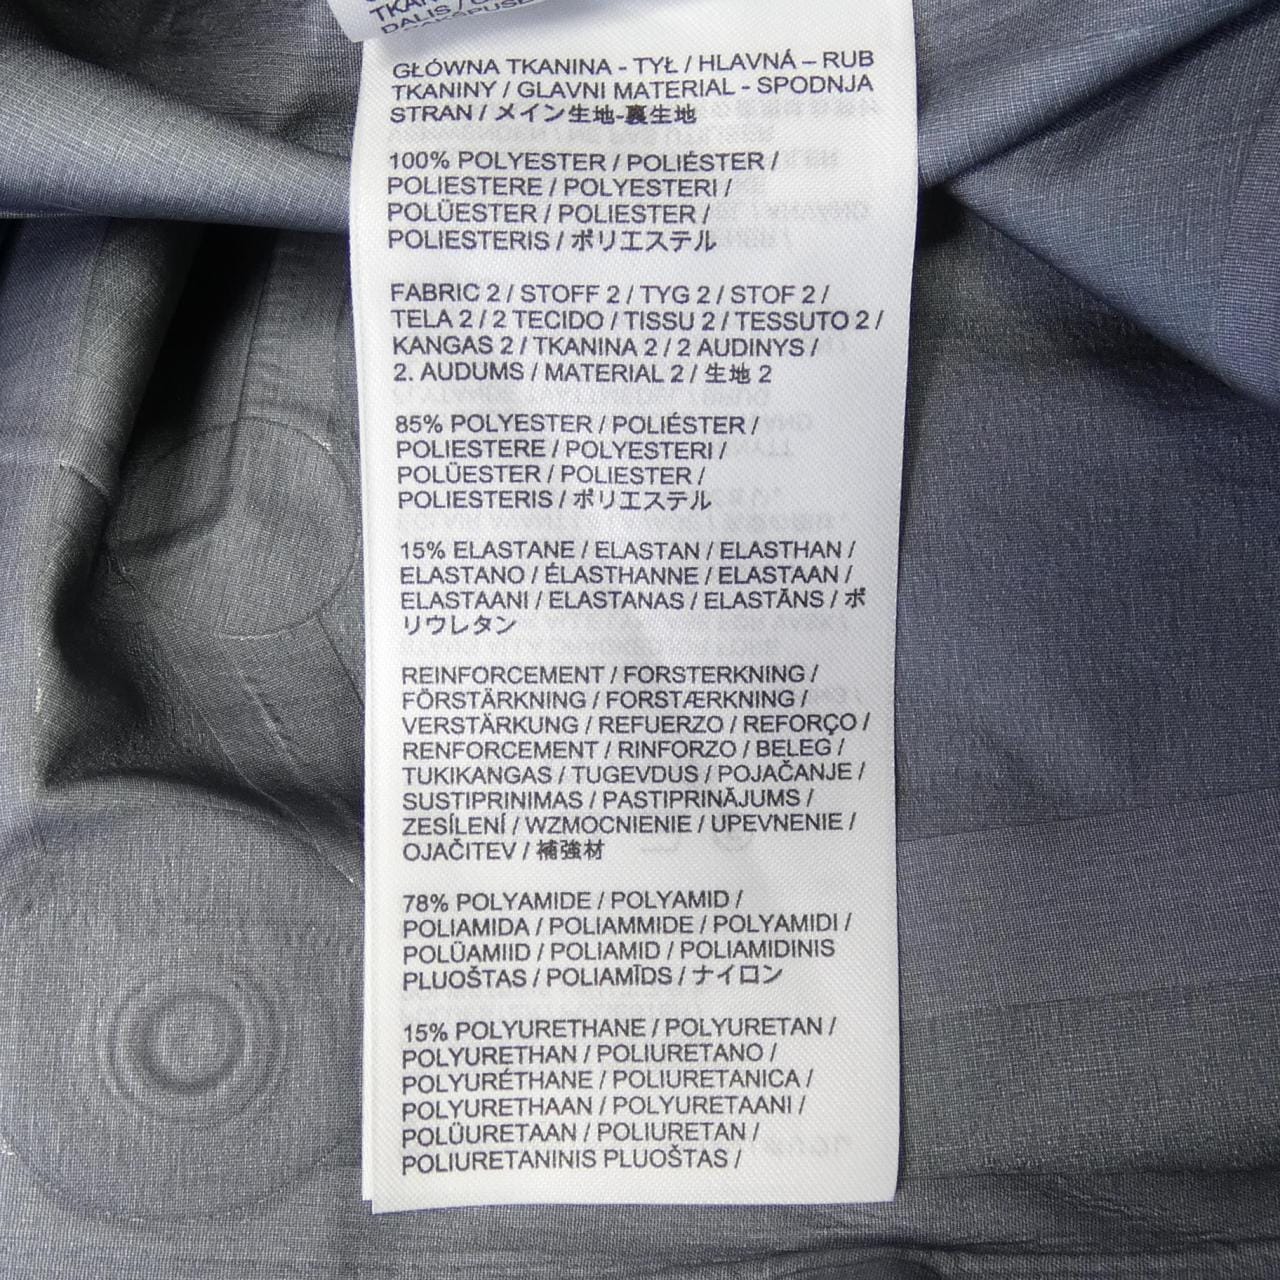 TKAN
DALIS /
GŁÓWNA TKANINA - TYŁ / HLAVNÁ – RUB
TKANINY / GLAVNI MATERIAL - SPODNJA
STRAN / メイン生地-裏生地
100% POLYESTER / POLIÉSTER /
POLIESTERE / POLYESTERI /
POLÜESTER / POLIESTER /
POLIESTERIS / ポリエステル
FABRIC 2 / STOFF 2 / TYG 2 / STOF 2 /
TELA 2 / 2 TECIDO / TISSU 2 / TESSUTO 2 /
KANGAS 2 / TKANINA 2 / 2 AUDINYS /
2. AUDUMS / MATERIAL 2 / 生地 2
85% POLYESTER / POLIÉSTER /
POLIESTERE / POLYESTERI /
POLÜESTER / POLIESTER /
POLIESTERIS / ポリエステル
15% ELASTANE / ELASTAN / ELASTHAN /
ELASTANO / ÉLASTHANNE / ELASTAAN /
ELASTAANI / ELASTANAS / ELASTĀNS / ポ
リウレタン
REINFORCEMENT / FORSTERKNING /
FÖRSTÄRKNING / FORSTÆRKNING /
VERSTÄRKUNG / REFUERZO / REFORÇO /
RENFORCEMENT / RINFORZO / BELEG /
TUKIKANGAS / TUGEVDUS / POJAČANJE /
SUSTIPRINIMAS / PASTIPRINĀJUMS /
ZESÍLENÍ / WZMOCNIENIE / UPEVNENIE /
OJAČITEV / 補強材
78% POLYAMIDE / POLYAMID /
POLIAMIDA / POLIAMMIDE / POLYAMIDI /
POLÜAMIID / POLIAMID / POLIAMIDINIS
PLUOŠTAS / POLIAMĪDS / ナイロン
15% POLYURETHANE / POLYURETAN /
POLYURETHAN / POLIURETANO /
POLYURÉTHANE / POLIURETANICA /
POLYURETHAAN / POLYURETAANI /
POLÜURETAAN / POLIURETAN /
POLIURETANINIS PLUOŠTAS /